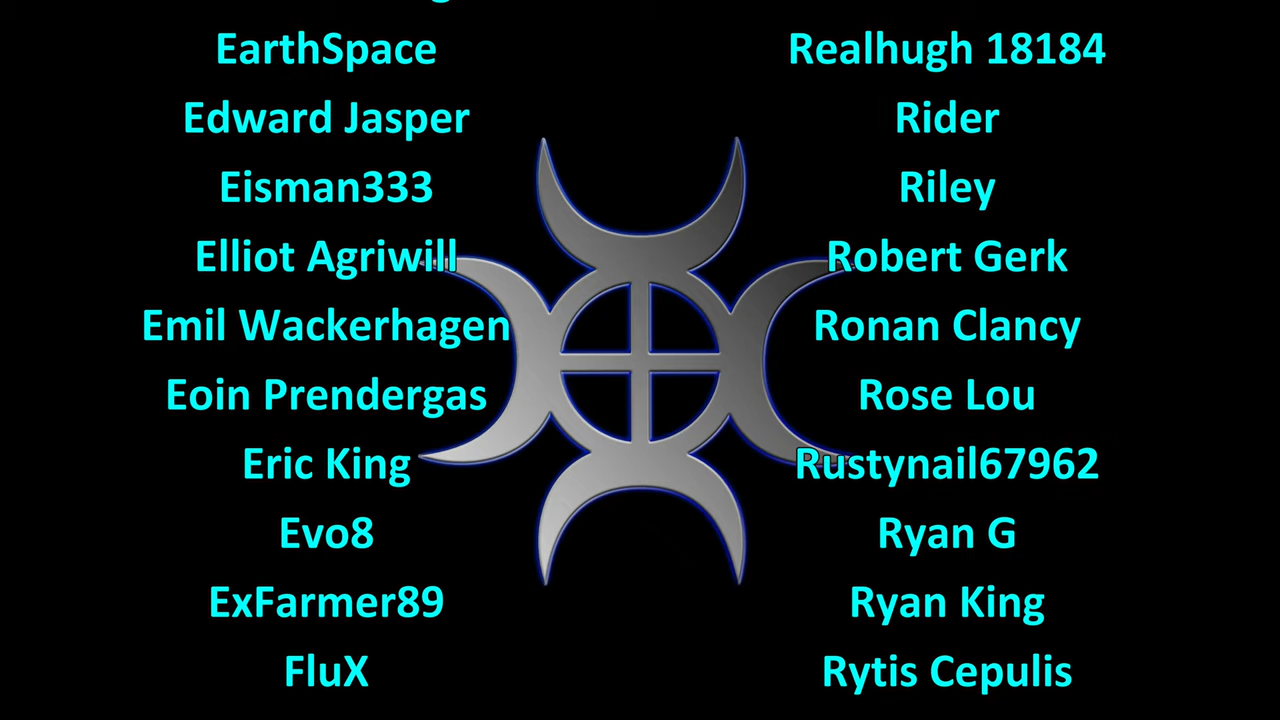 EarthSpace
Edward Jasper
Eisman333
Elliot Agriwill
Emil Wackerhagen
Eoin Prendergas
Eric King
Evo8
ExFarmer89
FluX
Realhugh 18184
Rider
Riley
Robert Gerk
Ronan Clancy
Rose Lou
Rustynail67962
Ryan G
Ryan King
Rytis Cepulis